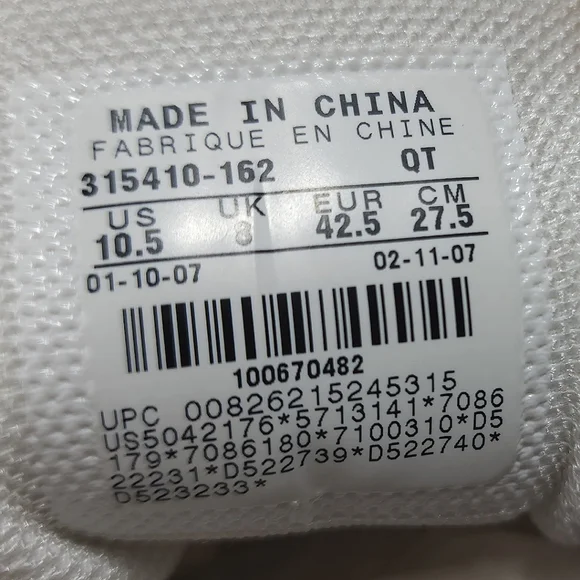 MADE IN CHINA
FABRIQUE EN CHINE
315410-162 QT
US UK EUR CM
10.5 8 42.5 27.5
01-10-07 02-11-07
100670482
UPC 00826215245315
US5042176*5713141*7086
179*7086180*7100310*D5
22231*D522739*D522740*
D523233*